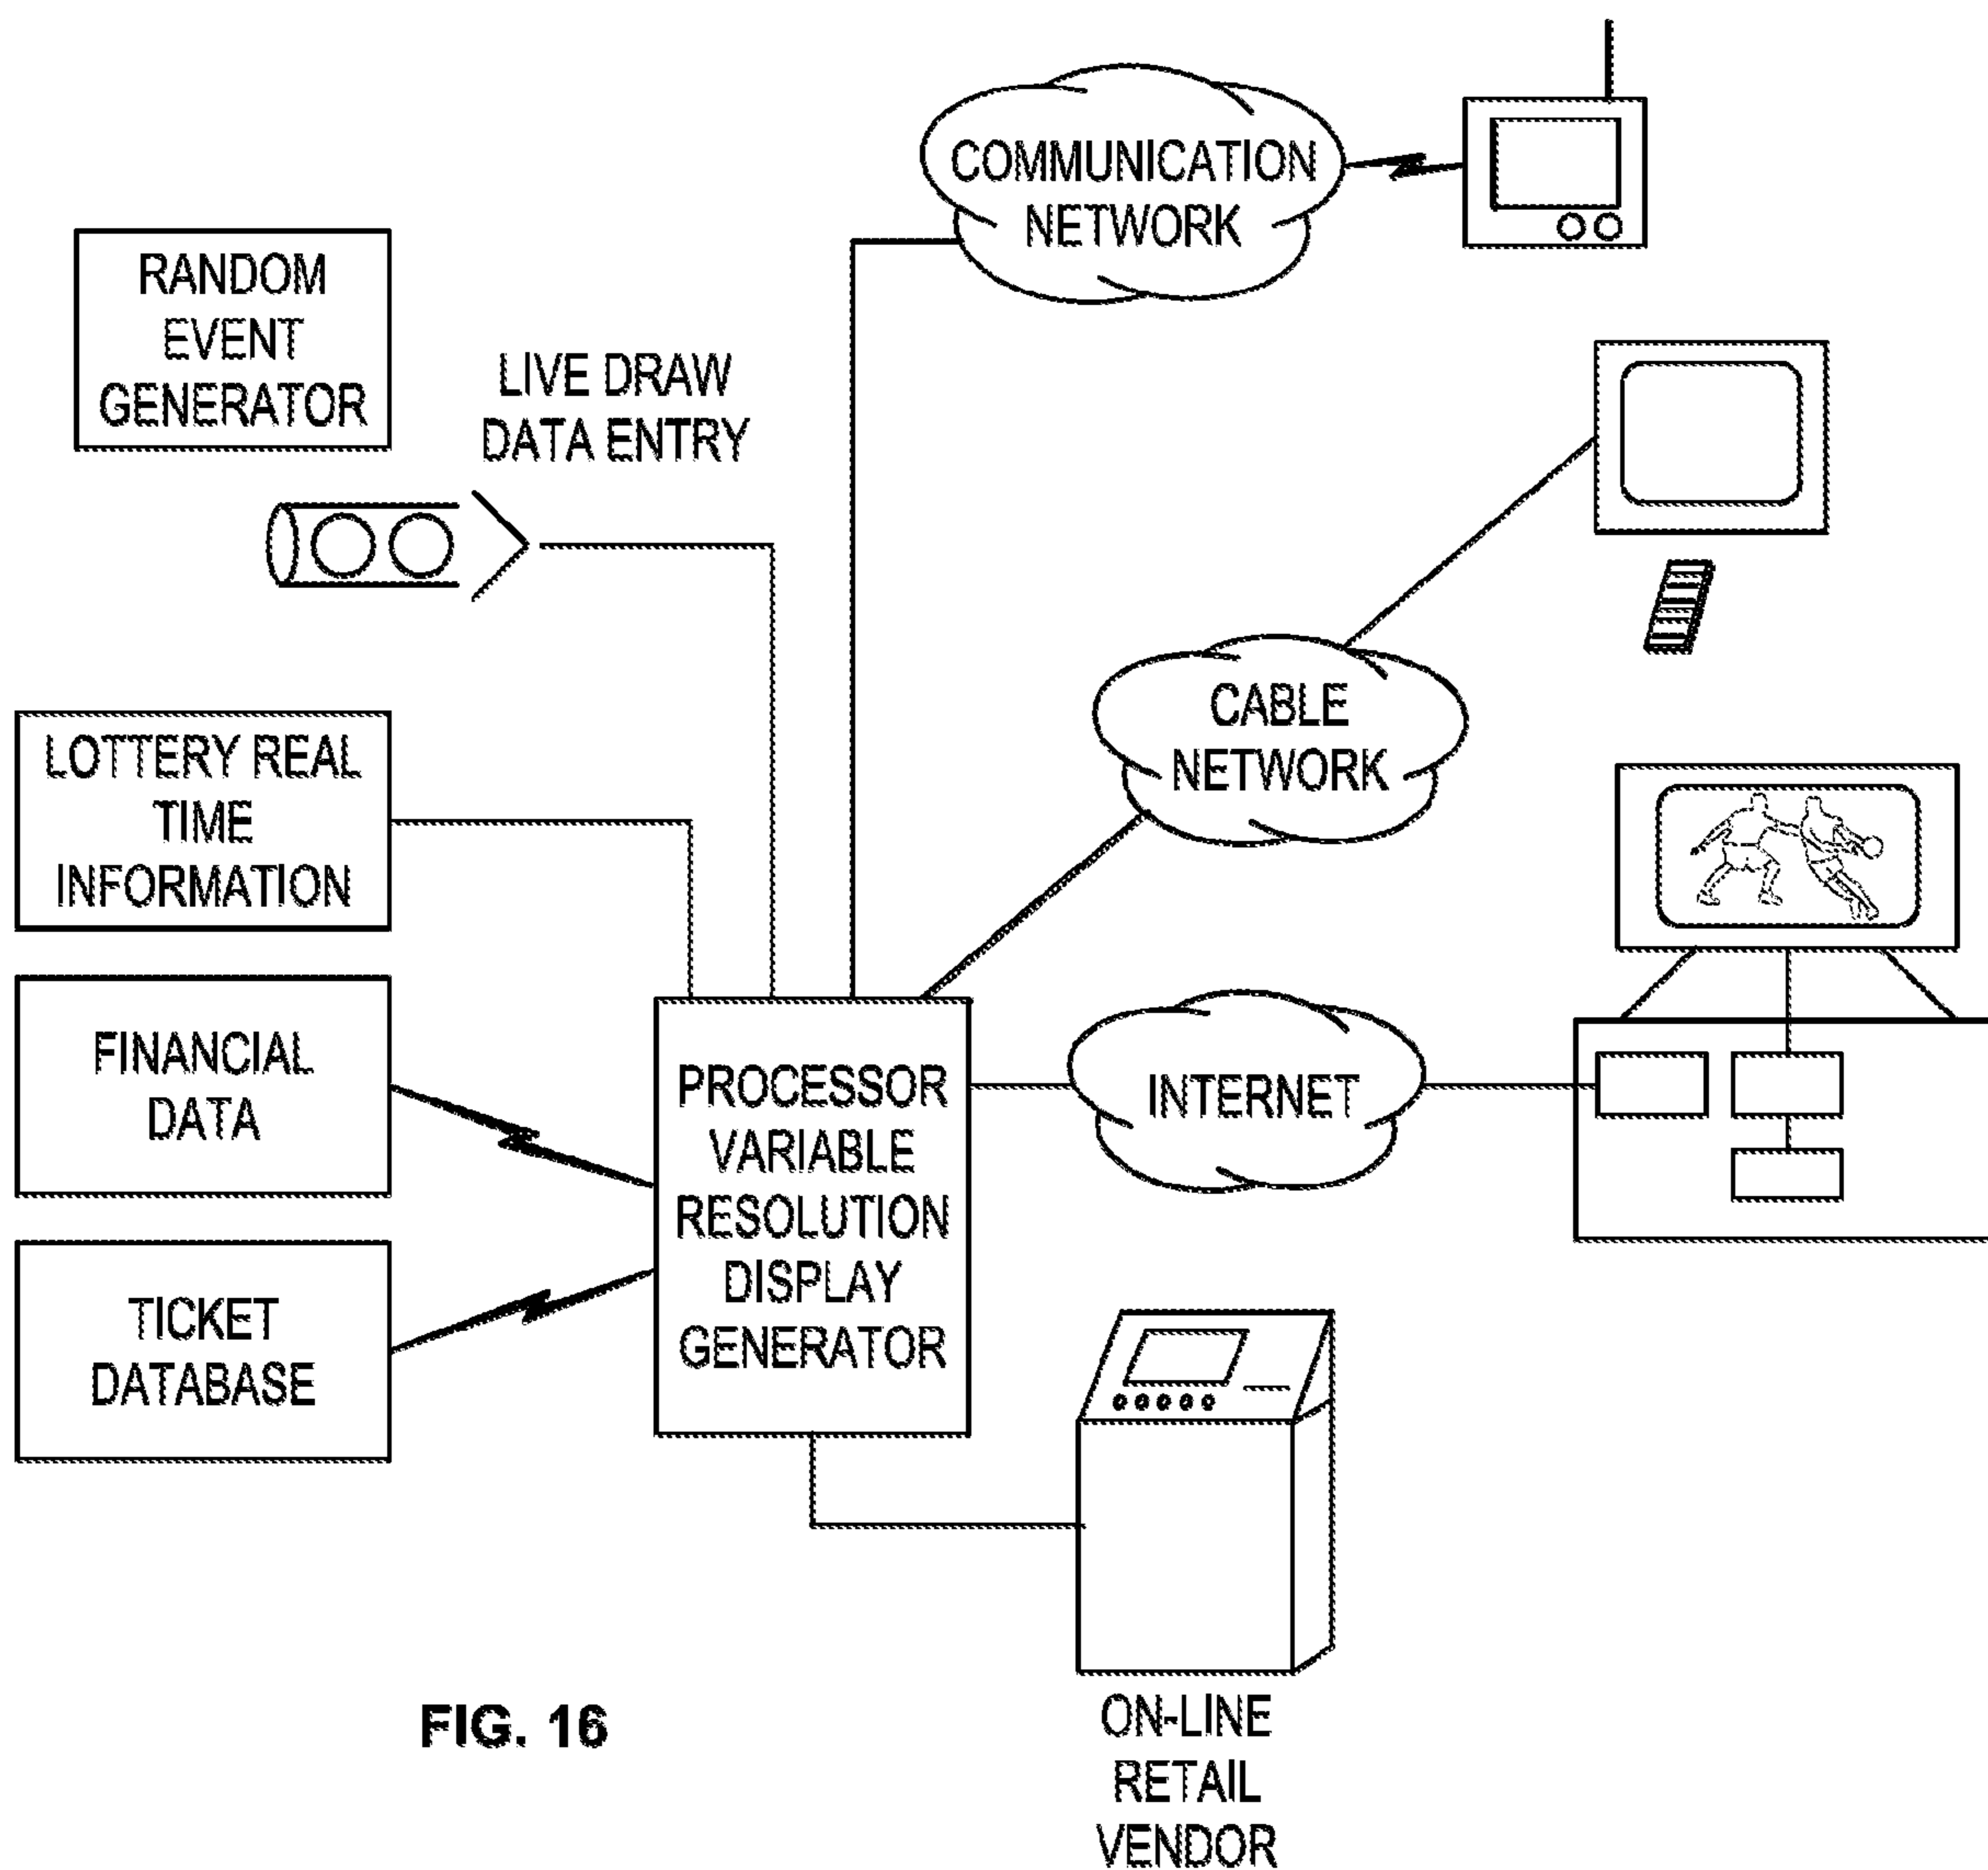 COMMUNICATION
NETWORK
RANDOM
EVENT
GENERATOR
LIVE DRAW
DATA ENTRY
CABLE
NETWORK
LOTTERY REAL
TIME
INFORMATION
FINANCIAL
DATA
PROCESSOR
VARIABLE
RESOLUTION
DISPLAY
GENERATOR
INTERNET
TICKET
DATABASE
ON-LINE
RETAIL
VENDOR
FIG. 16